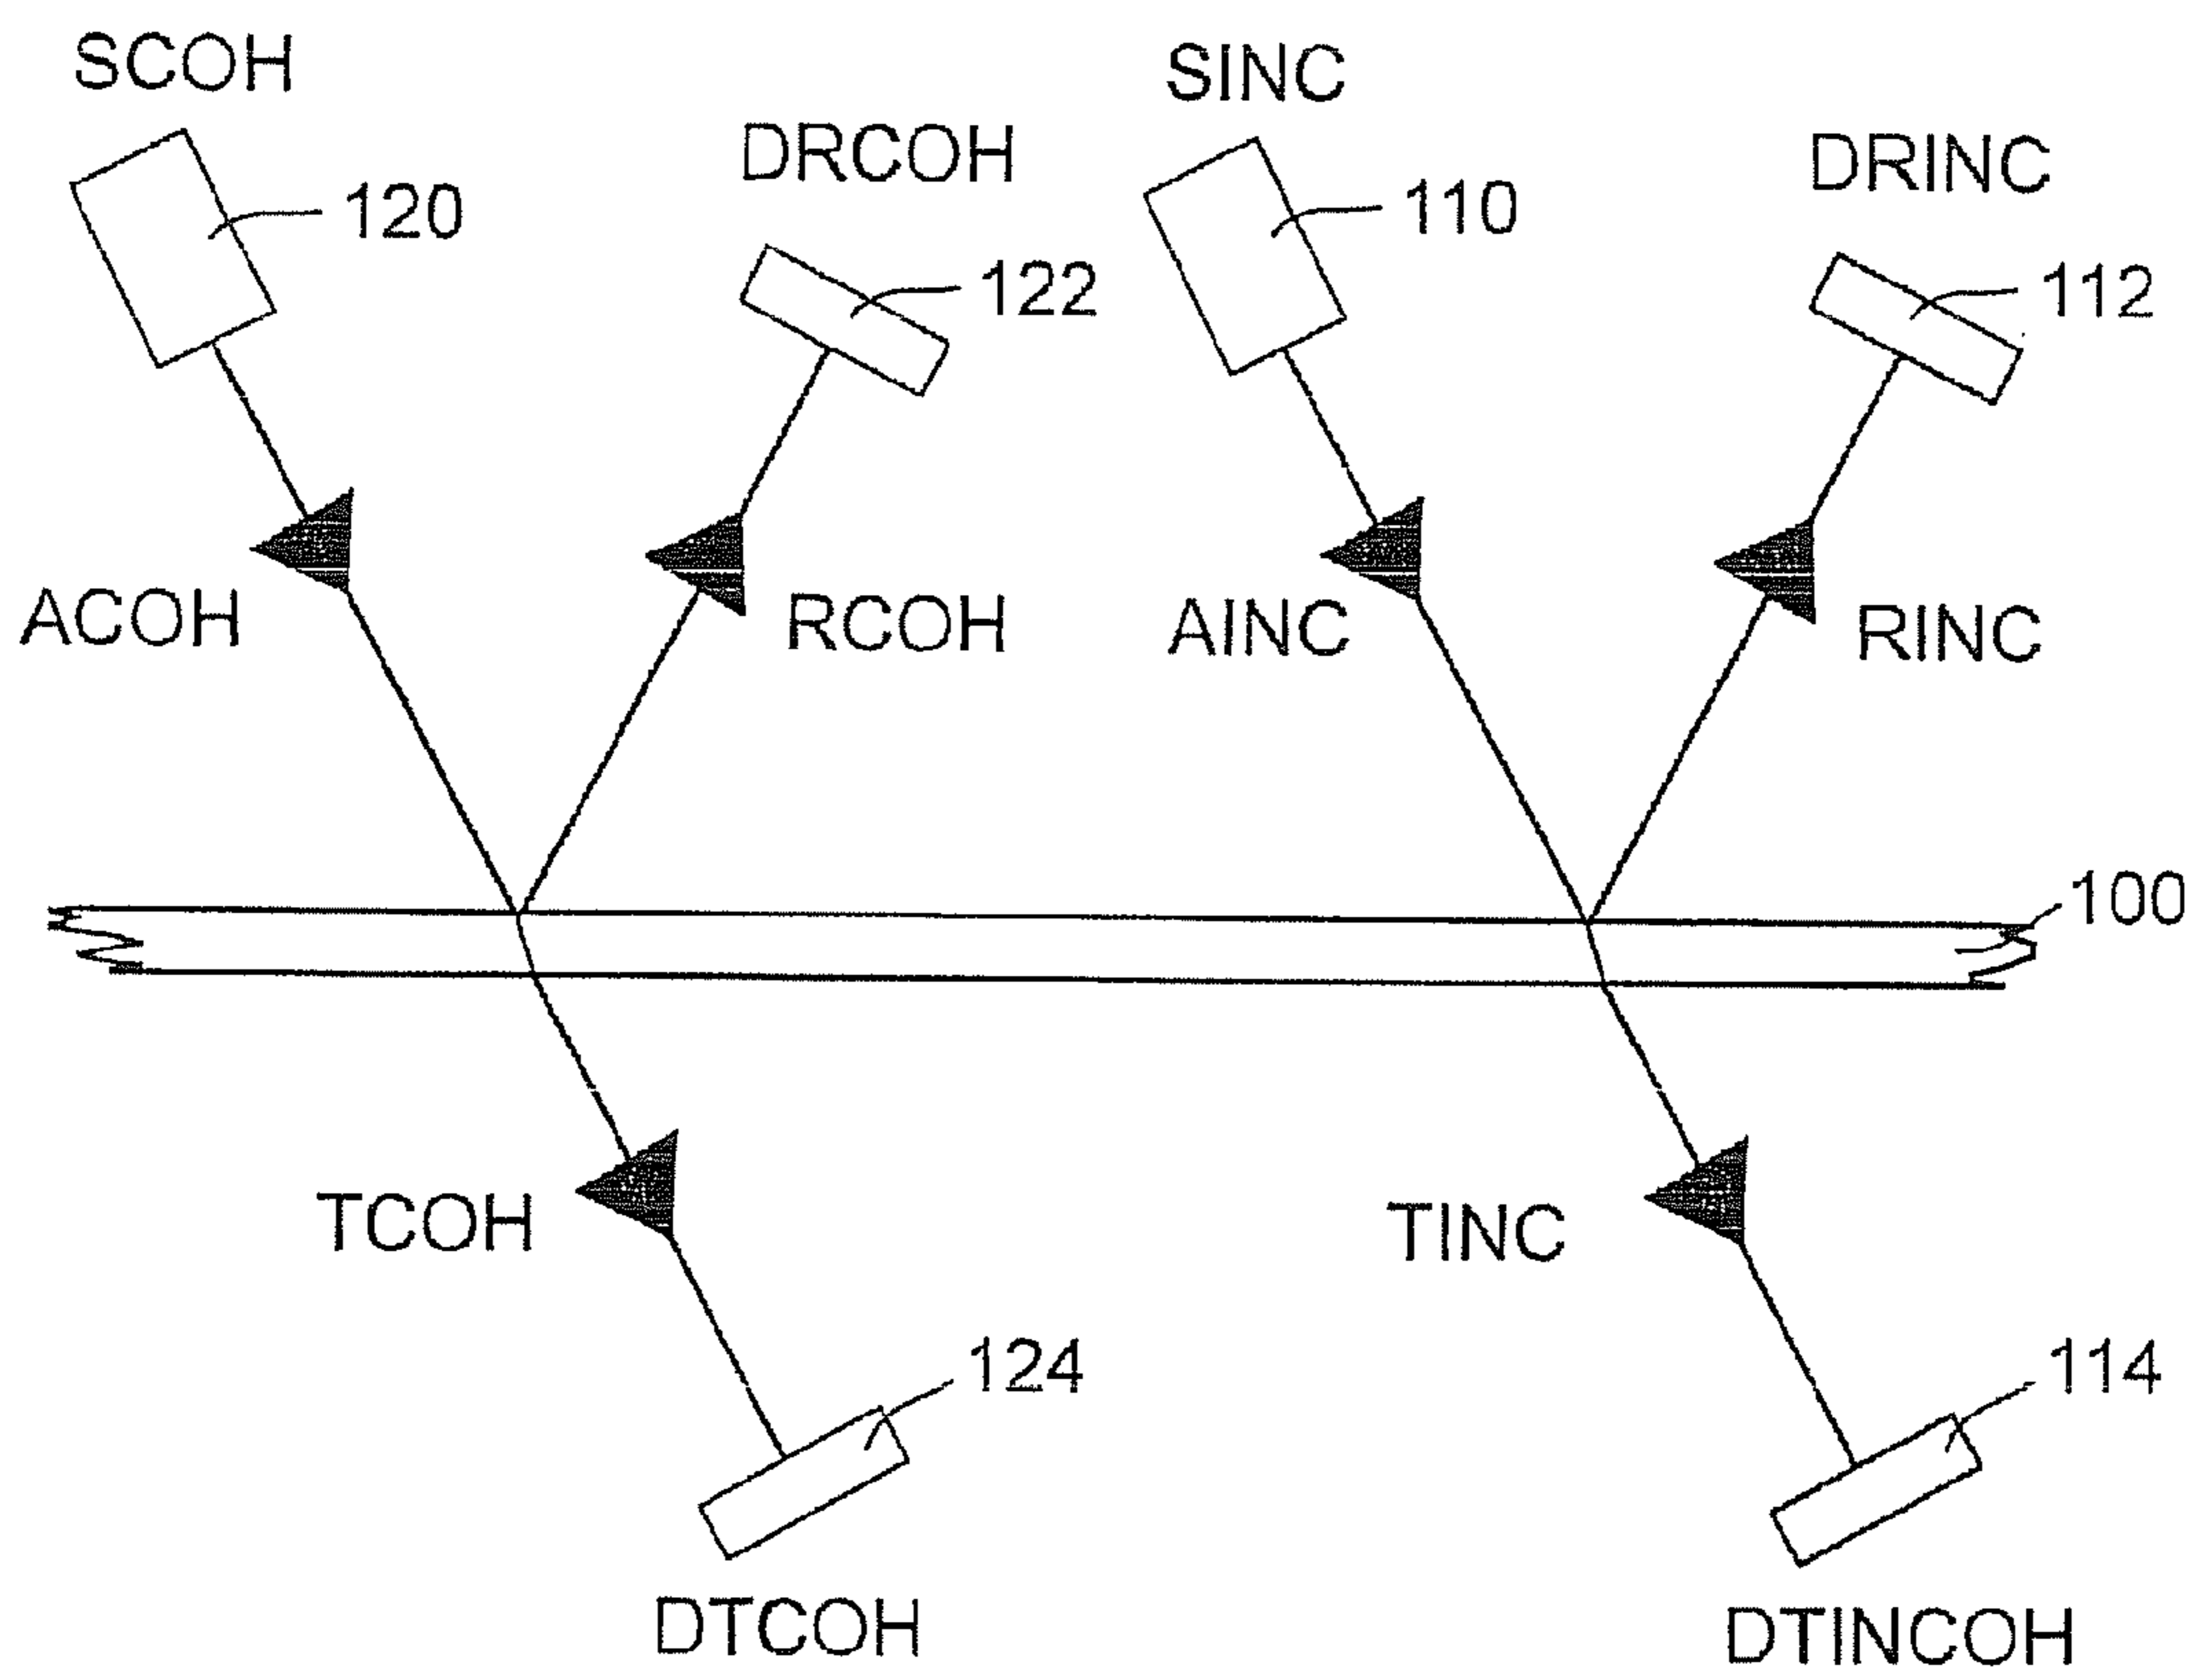 SCOH
SINC
DRCOH
DRINC
120
110
122
112
ACOH
RCOH
AINC
RINC
100
TCOH
TINC
124
114
DTCOH
DTINCOH